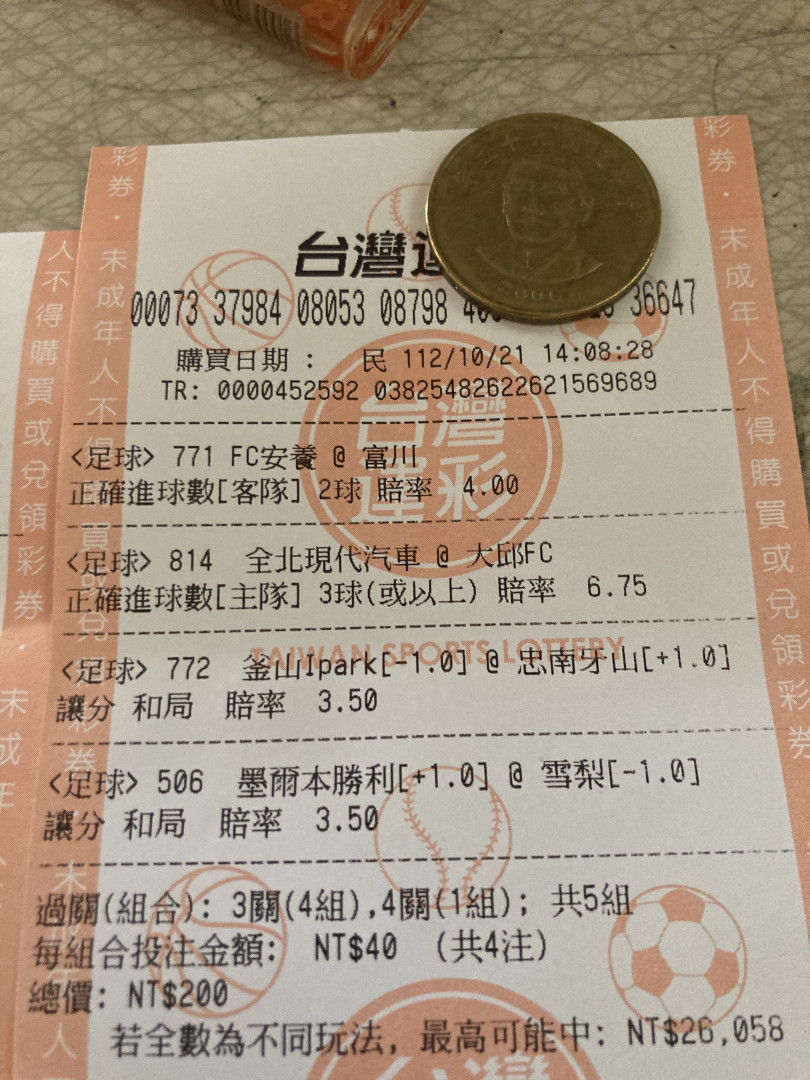 台灣運
00073 37984 08053 08798 36647
購買日期： 民 112/10/21 14:08:28
TR: 0000452592 03825482622621569689
<足球> 771 FC安養 @ 富川
正確進球數[客隊] 2球 賠率 4.00
<足球> 814 全北現代汽車 @ 大邱FC
正確進球數[主隊] 3球(或以上) 賠率 6.75
TAIWAN SPORTS LOTTERY
<足球> 772 釜山Ipark[-1.0] @ 忠南牙山[+1.0]
讓分 和局 賠率 3.50
<足球> 506 墨爾本勝利[+1.0] @ 雪梨[-1.0]
讓分 和局 賠率 3.50
過關(組合): 3關(4組),4關(1組); 共5組
每組合投注金額: NT$40 (共4注)
總價: NT$200
若全數為不同玩法, 最高可能中: NT$26,058
台灣運彩
彩券・未成年人不得購買或兌領彩券
彩券・未成年人不得購買或兌領彩券
人不得購買或兌領彩券
未成年